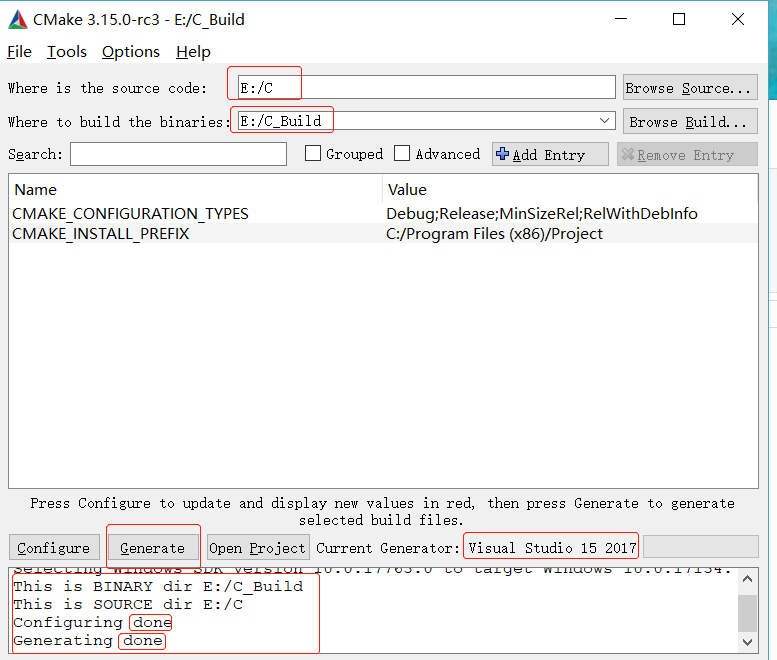 CMake 3.15.0-rc3 - E:/C_Build
File Tools Options Help
Where is the source code: E:/C Browse Source...
Where to build the binaries: E:/C_Build Browse Build...
Search: Grouped Advanced Add Entry Remove Entry
Name Value
CMAKE_CONFIGURATION_TYPES Debug;Release;MinSizeRel;RelWithDebInfo
CMAKE_INSTALL_PREFIX C:/Program Files (x86)/Project
Press Configure to update and display new values in red, then press Generate to generate
selected build files.
Configure Generate Open Project Current Generator: Visual Studio 15 2017
Selecting Windows SDK version 10.0.17763.0 to target Windows 10.0.17134.
This is BINARY dir E:/C_Build
This is SOURCE dir E:/C
Configuring done
Generating done